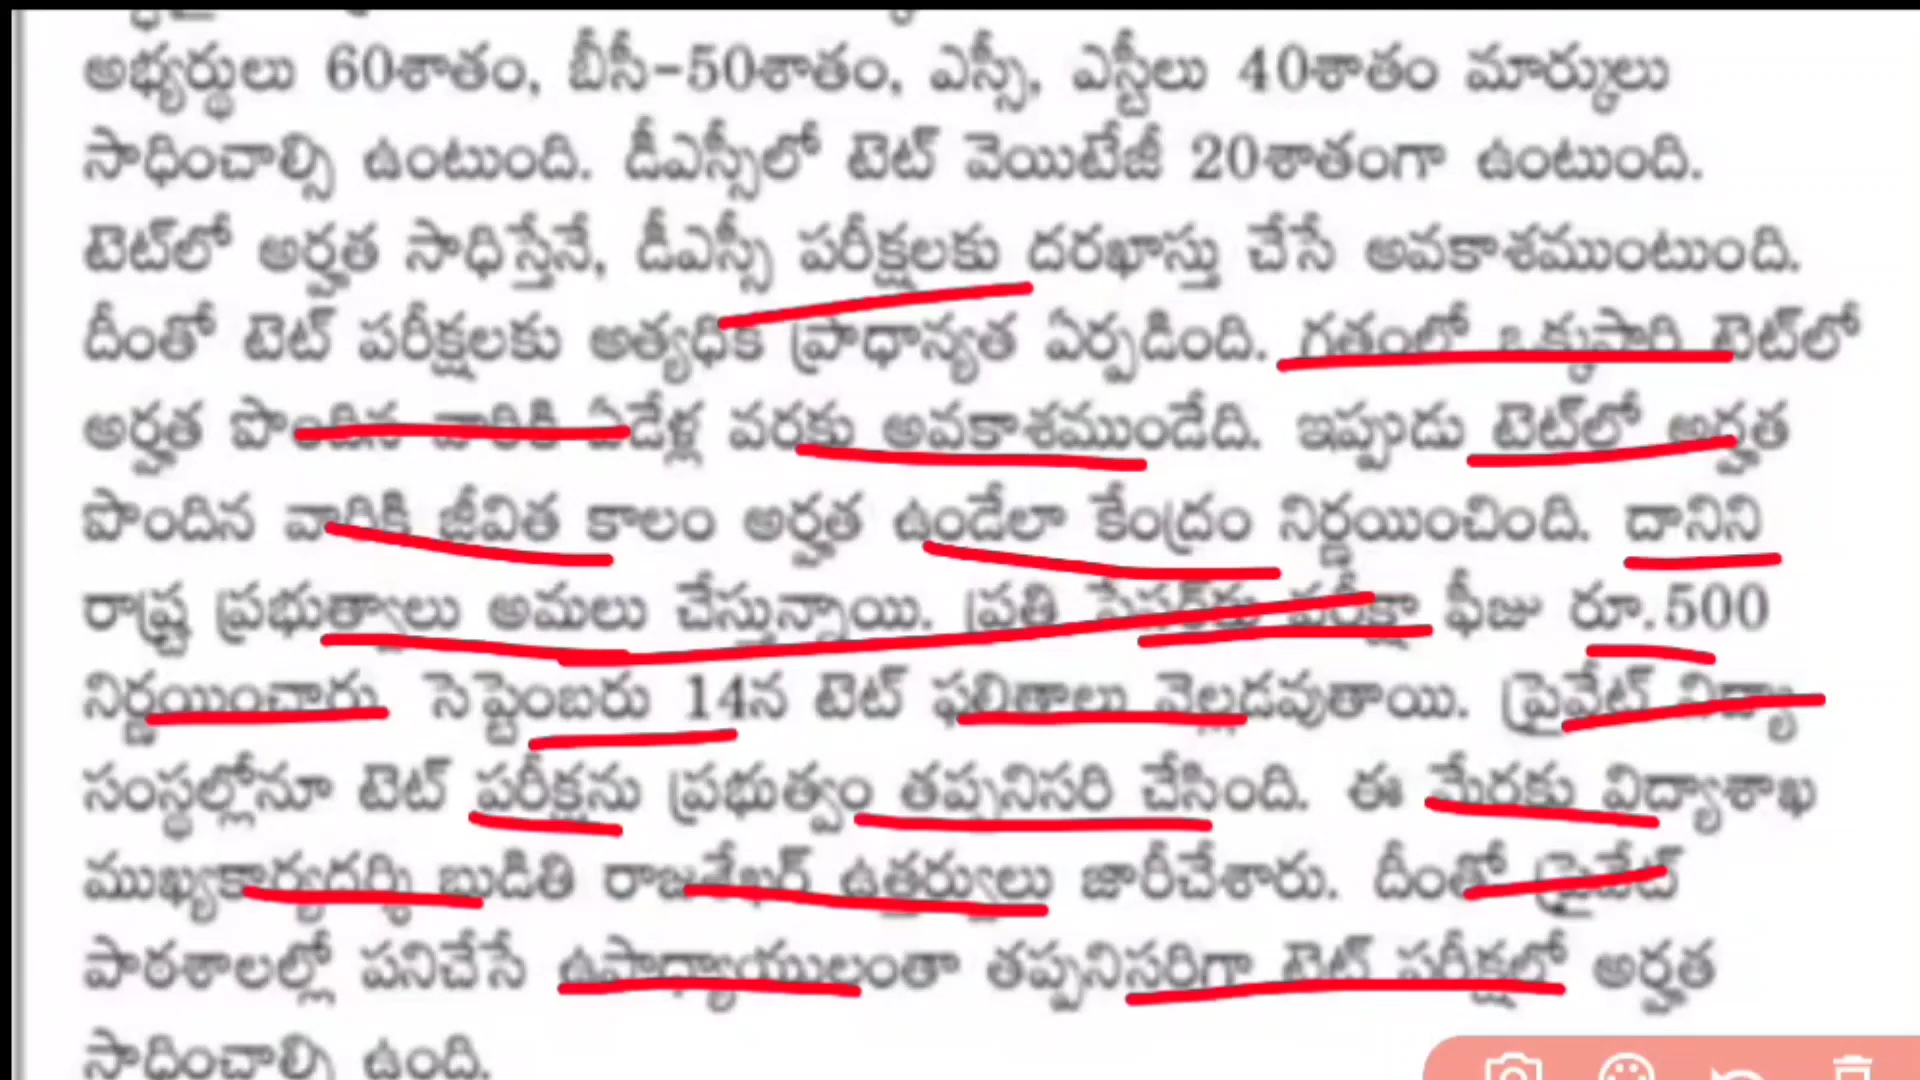 అభ్యర్థులు 60శాతం, బీసీ-50శాతం, ఎస్సీ, ఎస్టీలు 40శాతం మార్కులు
సాధించాల్సి ఉంటుంది. డీఎస్సీలో టెట్ వెయిటేజీ 20శాతంగా ఉంటుంది.
టెట్‌లో అర్హత సాధిస్తేనే, డీఎస్సీ పరీక్షలకు దరఖాస్తు చేసే అవకాశముంటుంది.
దీంతో టెట్ పరీక్షలకు అత్యధిక ప్రాధాన్యత ఏర్పడింది. గతంలో ఒక్కసారి టెట్‌లో
అర్హత పొందిన వారికి ఏడేళ్ల వరకు అవకాశముండేది. ఇప్పుడు టెట్‌లో అర్హత
పొందిన వారికి జీవిత కాలం అర్హత ఉండేలా కేంద్రం నిర్ణయించింది. దానిని
రాష్ట్ర ప్రభుత్వాలు అమలు చేస్తున్నాయి. ప్రతి పేపర్‌కు పరీక్షా ఫీజు రూ.500
నిర్ణయించారు సెప్టెంబరు 14న టెట్ ఫలితాలు వెల్లడవుతాయి. ప్రైవేట్ విద్యా
సంస్థల్లోనూ టెట్ పరీక్షను ప్రభుత్వం తప్పనిసరి చేసింది. ఈ మేరకు విద్యాశాఖ
ముఖ్యకార్యదర్శి బుడితి రాజశేఖర్ ఉత్తర్వులు జారీచేశారు. దీంతో ప్రైవేట్
పాఠశాలల్లో పనిచేసే ఉపాధ్యాయులంతా తప్పనిసరిగా టెట్ పరీక్షలో అర్హత
సాధించాల్సి ఉంది.